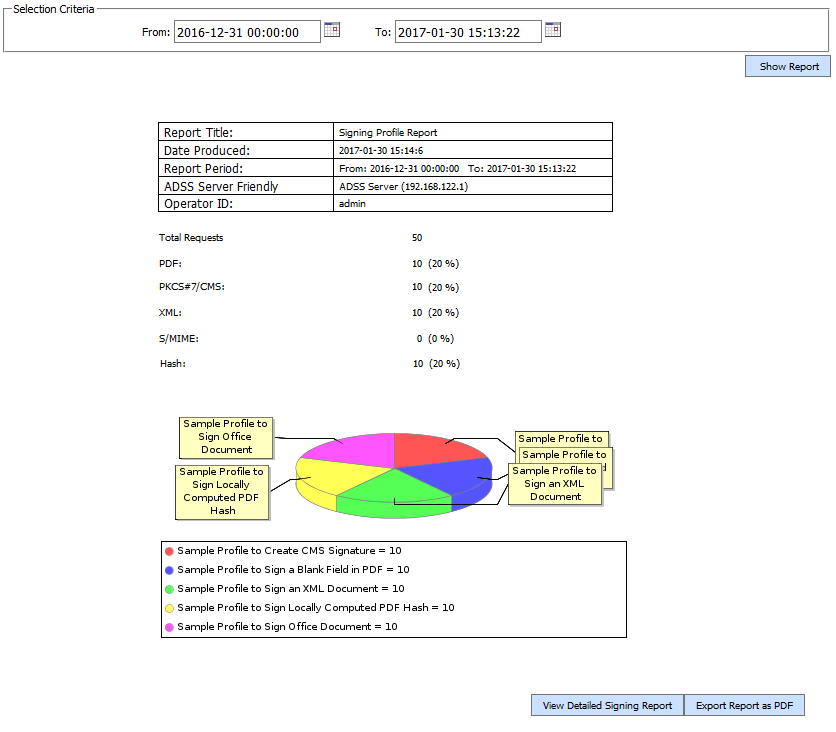 Selection Criteria
From: 2016-12-31 00:00:00 To: 2017-01-30 15:13:22
Show Report
Report Title: Signing Profile Report
Date Produced: 2017-01-30 15:14:6
Report Period: From: 2016-12-31 00:00:00 To: 2017-01-30 15:13:22
ADSS Server Friendly ADSS Server (192.168.122.1)
Operator ID: admin
Total Requests 50
PDF: 10 (20 %)
PKCS#7/CMS: 10 (20 %)
XML: 10 (20 %)
S/MIME: 0 (0 %)
Hash: 10 (20 %)
Sample Profile to
Sign Office
Document
Sample Profile to
Sign Locally
Computed PDF
Hash
Sample Profile to
Sample Profile to
Sample Profile to
Sign an XML
Document
Sample Profile to Create CMS Signature = 10
Sample Profile to Sign a Blank Field in PDF = 10
Sample Profile to Sign an XML Document = 10
Sample Profile to Sign Locally Computed PDF Hash = 10
Sample Profile to Sign Office Document = 10
View Detailed Signing Report Export Report as PDF